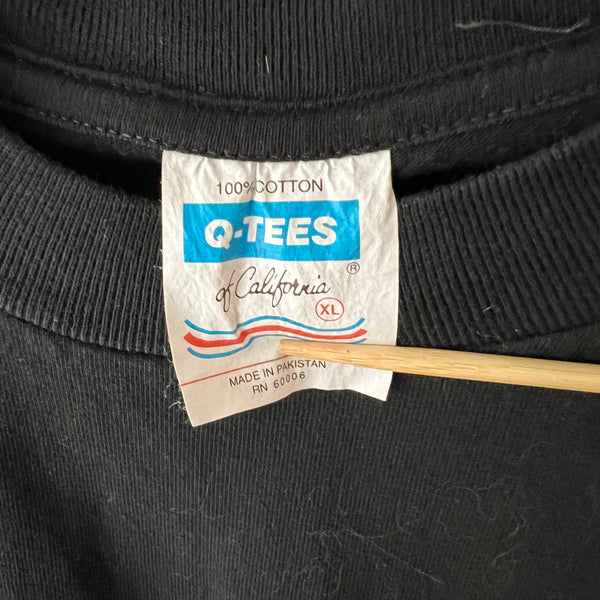 100% COTTON
Q-TEES
®
of California
XL
MADE IN PAKISTAN
RN 60006